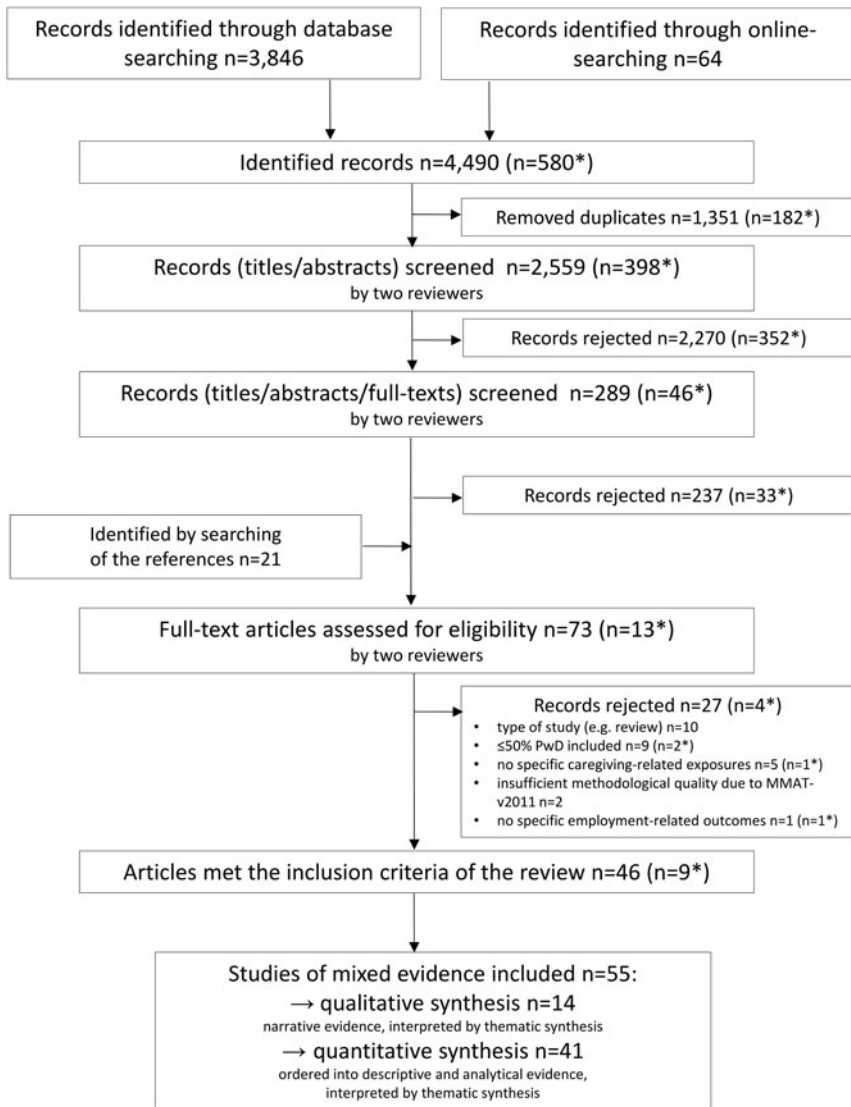 Records identified through database
searching n=3,846
Records identified through online-
searching n=64
Identified records n=4,490 (n=580*)
Removed duplicates n=1,351 (n=182*)
Records (titles/abstracts) screened n=2,559 (n=398*)
by two reviewers
Records rejected n=2,270 (n=352*)
Records (titles/abstracts/full-texts) screened n=289 (n=46*)
by two reviewers
Records rejected n=237 (n=33*)
Identified by searching
of the references n=21
Full-text articles assessed for eligibility n=73 (n=13*)
by two reviewers
Records rejected n=27 (n=4*)
• type of study (e.g. review) n=10
• ≤50% PwD included n=9 (n=2*)
• no specific caregiving-related exposures n=5 (n=1*)
• insufficient methodological quality due to MMAT-
v2011 n=2
• no specific employment-related outcomes n=1 (n=1*)
Articles met the inclusion criteria of the review n=46 (n=9*)
Studies of mixed evidence included n=55:
→ qualitative synthesis n=14
narrative evidence, interpreted by thematic synthesis
→ quantitative synthesis n=41
ordered into descriptive and analytical evidence,
interpreted by thematic synthesis